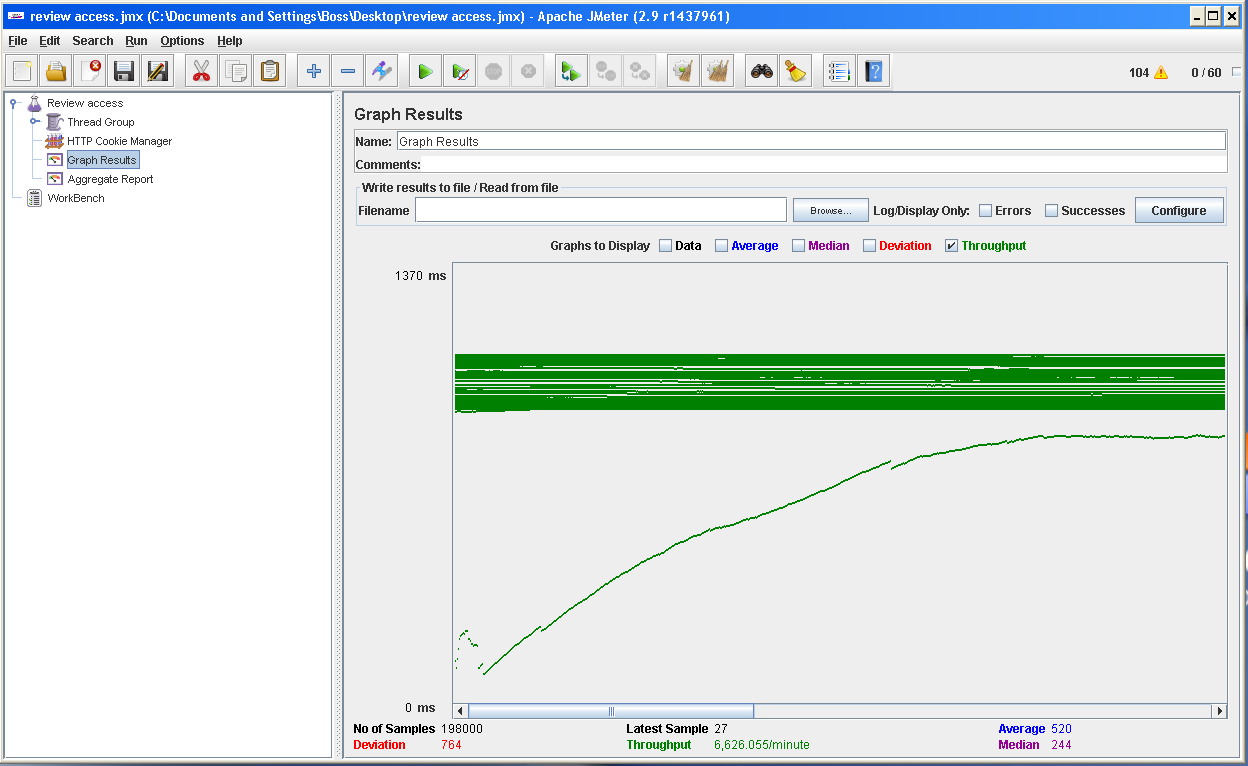 review access.jmx (C:\Documents and Settings\Boss\Desktop\review access.jmx) - Apache JMeter (2.9 r1437961)
File Edit Search Run Options Help
104 0 / 60
Review access
Thread Group
HTTP Cookie Manager
Graph Results
Aggregate Report
WorkBench
Graph Results
Name: Graph Results
Comments:
Write results to file / Read from file
Filename Browse... Log/Display Only: Errors Successes Configure
Graphs to Display Data Average Median Deviation Throughput
1370 ms
0 ms
No of Samples 198000 Latest Sample 27 Average 520
Deviation 764 Throughput 6,626.055/minute Median 244